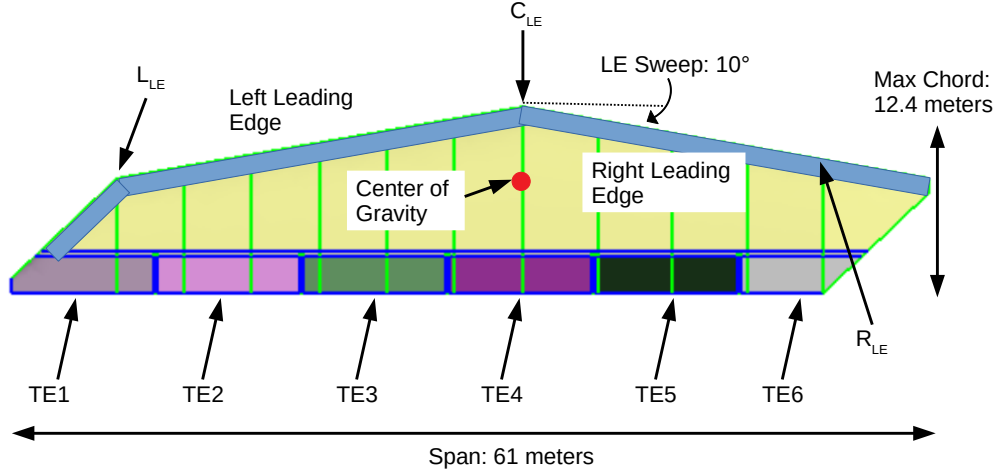 C_LE
LE Sweep: 10°
L_LE
Max Chord:
12.4 meters
Left Leading
Edge
Right Leading
Edge
Center of
Gravity
R_LE
TE1
TE2
TE3
TE4
TE5
TE6
Span: 61 meters